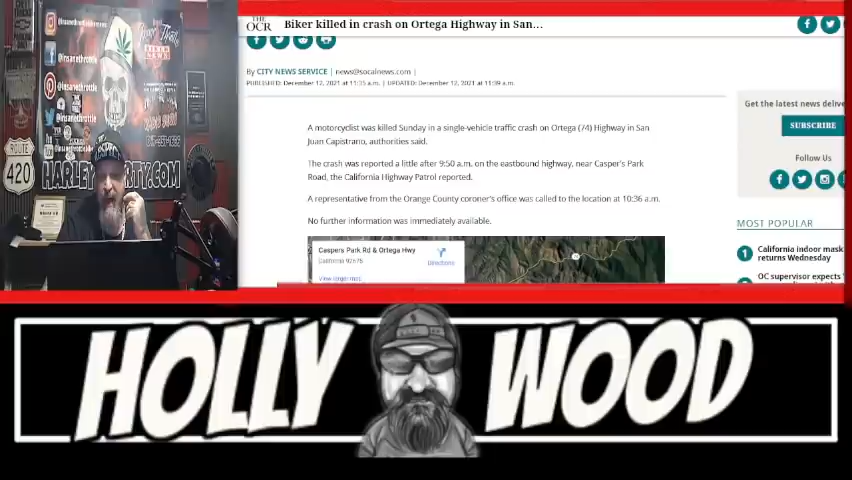 @insanethrottle
@insanethrottle
HARLEY
RTY.COM
ROUTE
420
THE
OCR
Biker killed in crash on Ortega Highway in San...
By CITY NEWS SERVICE | news@socalnews.com |
PUBLISHED: December 12, 2021 at 11:35 a.m. | UPDATED: December 12, 2021 at 11:39 a.m.
A motorcyclist was killed Sunday in a single-vehicle traffic crash on Ortega (74) Highway in San
Juan Capistrano, authorities said.
The crash was reported a little after 9:50 a.m. on the eastbound highway, near Casper's Park
Road, the California Highway Patrol reported.
A representative from the Orange County coroner's office was called to the location at 10:36 a.m.
No further information was immediately available.
Caspers Park Rd & Ortega Hwy
California 92675
Directions
View larger map
Get the latest news delive
SUBSCRIBE
Follow Us
MOST POPULAR
1 California indoor mask
returns Wednesday
OC supervisor expects
HOLLY WOOD